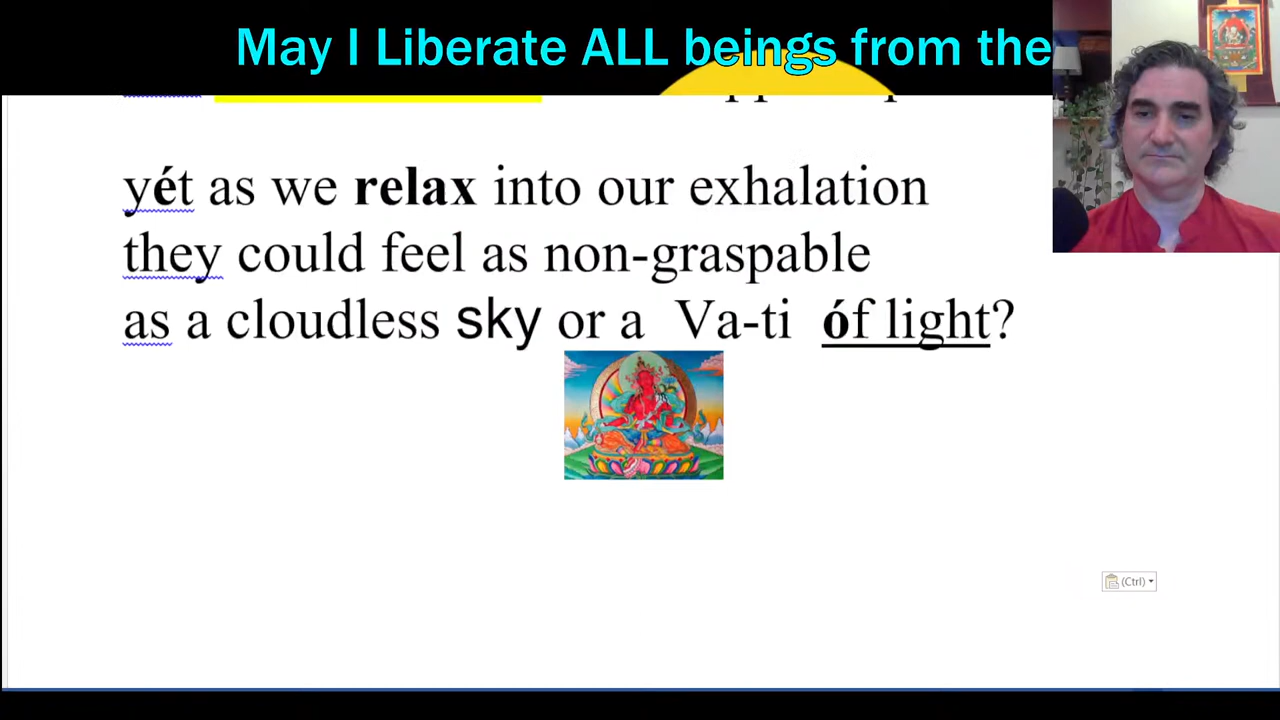 May I Liberate ALL beings from the
yét as we relax into our exhalation
they could feel as non-graspable
as a cloudless sky or a Va-ti óf light?
(Ctrl)